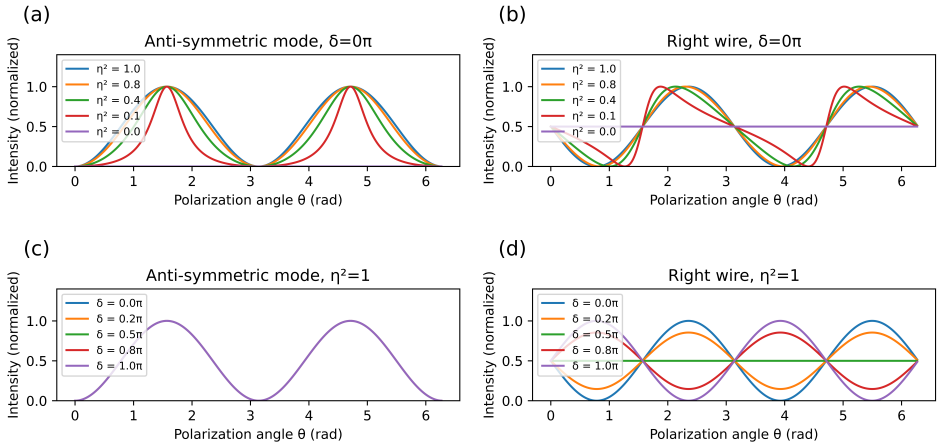 (a)
Anti-symmetric mode, δ=0π
Intensity (normalized)
1.0
0.5
0.0
η² = 1.0
η² = 0.8
η² = 0.4
η² = 0.1
η² = 0.0
0 1 2 3 4 5 6
Polarization angle θ (rad)
(b)
Right wire, δ=0π
Intensity (normalized)
1.0
0.5
0.0
η² = 1.0
η² = 0.8
η² = 0.4
η² = 0.1
η² = 0.0
0 1 2 3 4 5 6
Polarization angle θ (rad)
(c)
Anti-symmetric mode, η²=1
Intensity (normalized)
1.0
0.5
0.0
δ = 0.0π
δ = 0.2π
δ = 0.5π
δ = 0.8π
δ = 1.0π
0 1 2 3 4 5 6
Polarization angle θ (rad)
(d)
Right wire, η²=1
Intensity (normalized)
1.0
0.5
0.0
δ = 0.0π
δ = 0.2π
δ = 0.5π
δ = 0.8π
δ = 1.0π
0 1 2 3 4 5 6
Polarization angle θ (rad)